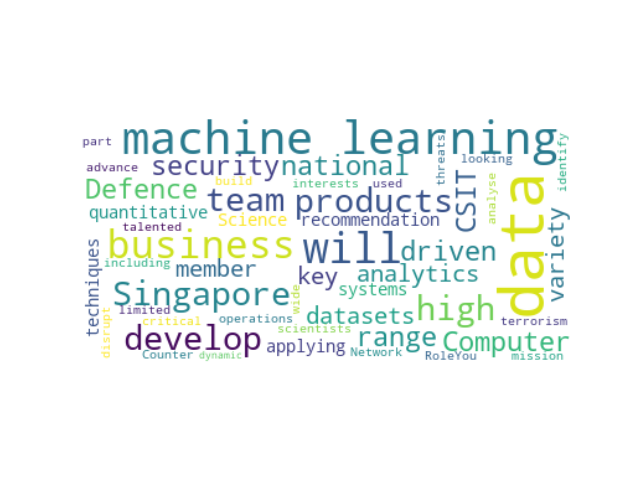 machine learning
part
advance
security
national
threats
looking
identify
Defence
build
interests
used
CSIT
analyse
data
team
products
quantitative
talented
Science
recommendation
variety
business
will
driven
including
member
key
analytics
techniques
Singapore
wide
systems
high
limited
critical
operations
datasets
terrorism
disrupt
develop
scientists
range
Computer
Counter
dynamic
applying
Network
RoleYou
mission